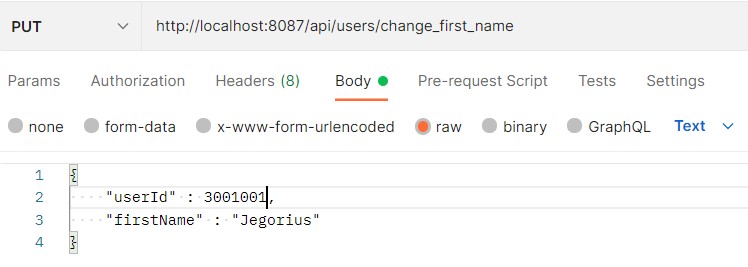 PUT http://localhost:8087/api/users/change_first_name
Params Authorization Headers (8) Body Pre-request Script Tests Settings
none form-data x-www-form-urlencoded raw binary GraphQL Text
1 {
2 "userId" : 3001001,
3 "firstName" : "Jegorius"
4 }